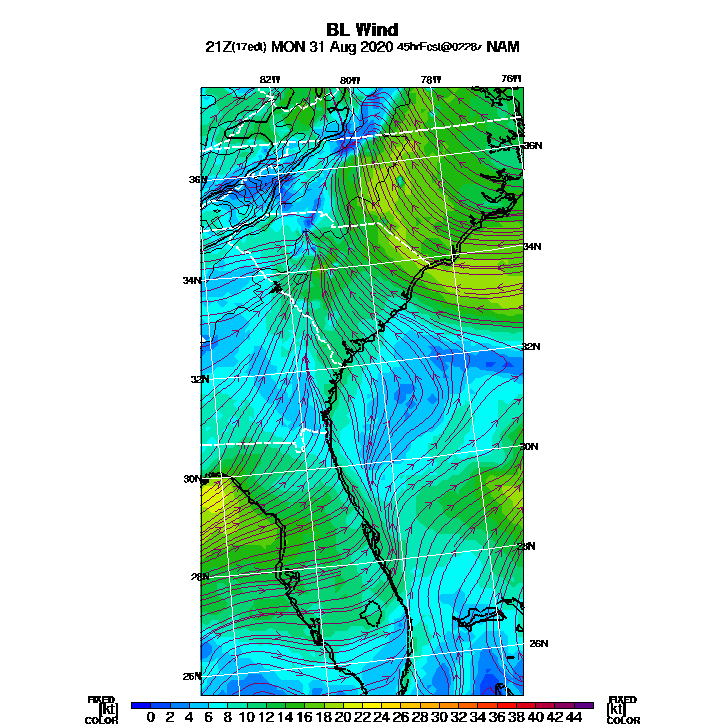 BL Wind
21Z(17edt) MON 31 Aug 2020 45hrFcst@0228z NAM
82W 80W 78W 76W
36N
36N
34N
34N
32N
32N
30N
30N
28N
28N
26N
26N
FIXED FIXED
[kt] 0 2 4 6 8 10 12 14 16 18 20 22 24 26 28 30 32 34 36 38 40 42 44 [kt]
COLOR COLOR